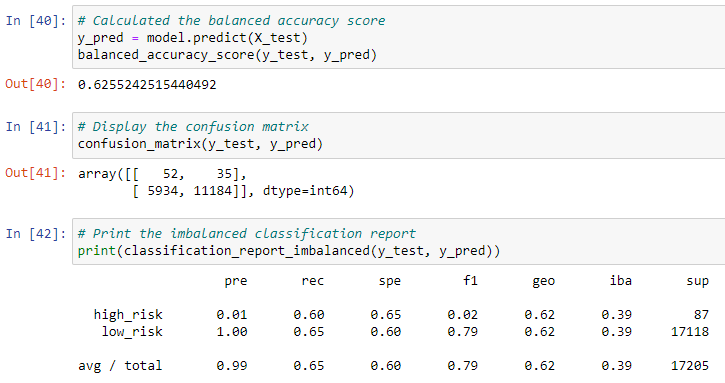 In [40]: # Calculated the balanced accuracy score
y_pred = model.predict(X_test)
balanced_accuracy_score(y_test, y_pred)
Out[40]: 0.6255242515440492
In [41]: # Display the confusion matrix
confusion_matrix(y_test, y_pred)
Out[41]: array([[   52,    35],
       [ 5934, 11184]], dtype=int64)
In [42]: # Print the imbalanced classification report
print(classification_report_imbalanced(y_test, y_pred))
pre rec spe f1 geo iba sup
high_risk 0.01 0.60 0.65 0.02 0.62 0.39 87
low_risk 1.00 0.65 0.60 0.79 0.62 0.39 17118
avg / total 0.99 0.65 0.60 0.79 0.62 0.39 17205